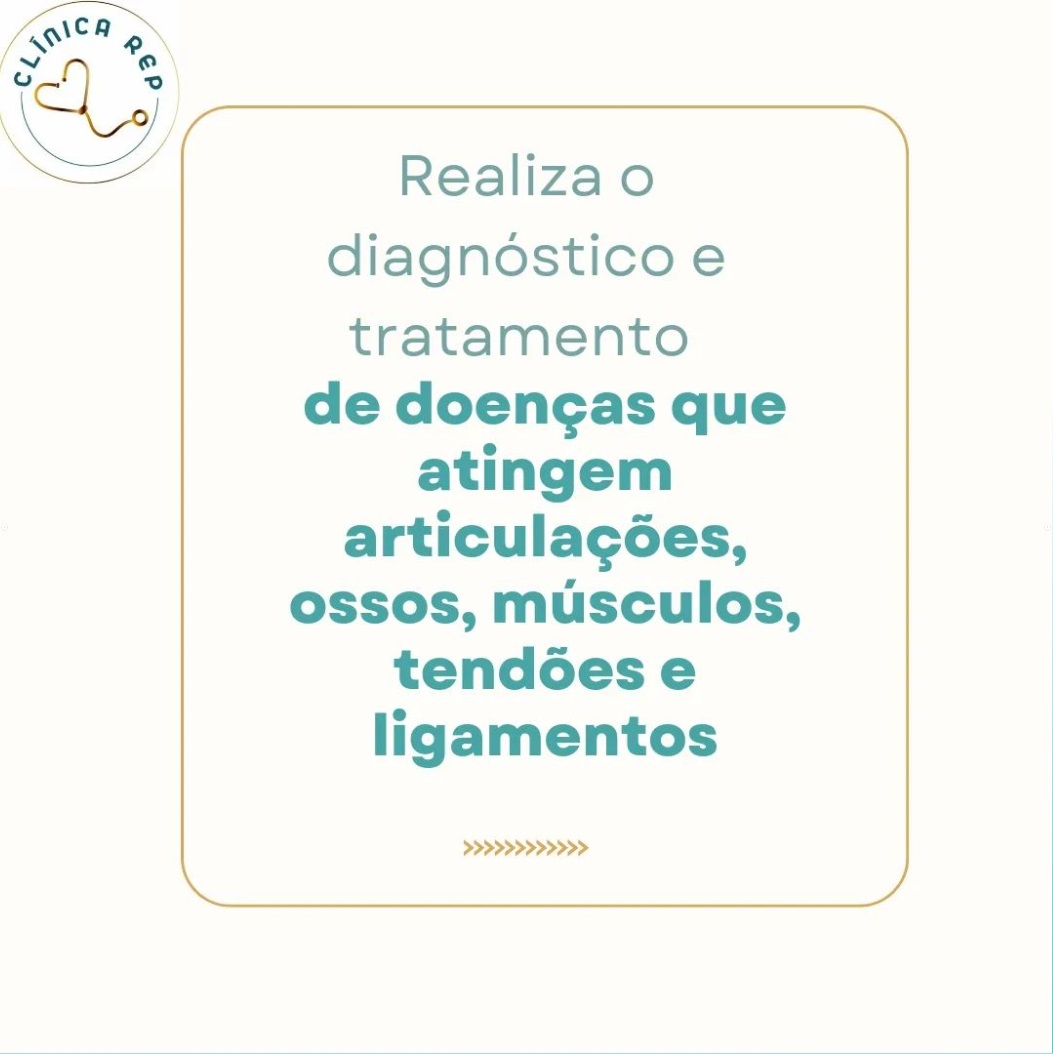 CLÍNICA REP
Realiza o
diagnóstico e
tratamento
de doenças que
atingem
articulações,
ossos, músculos,
tendões e
ligamentos